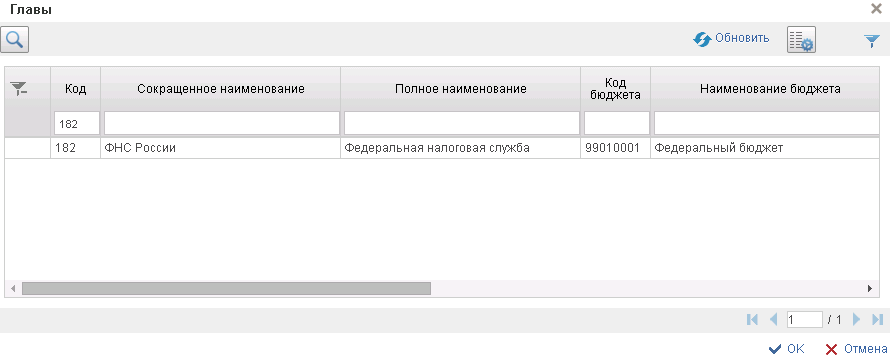 Главы
Обновить
Код
Сокращенное наименование
Полное наименование
Код
бюджета
Наименование бюджета
182
182 ФНС России Федеральная налоговая служба 99010001 Федеральный бюджет
1 / 1
OK Отмена